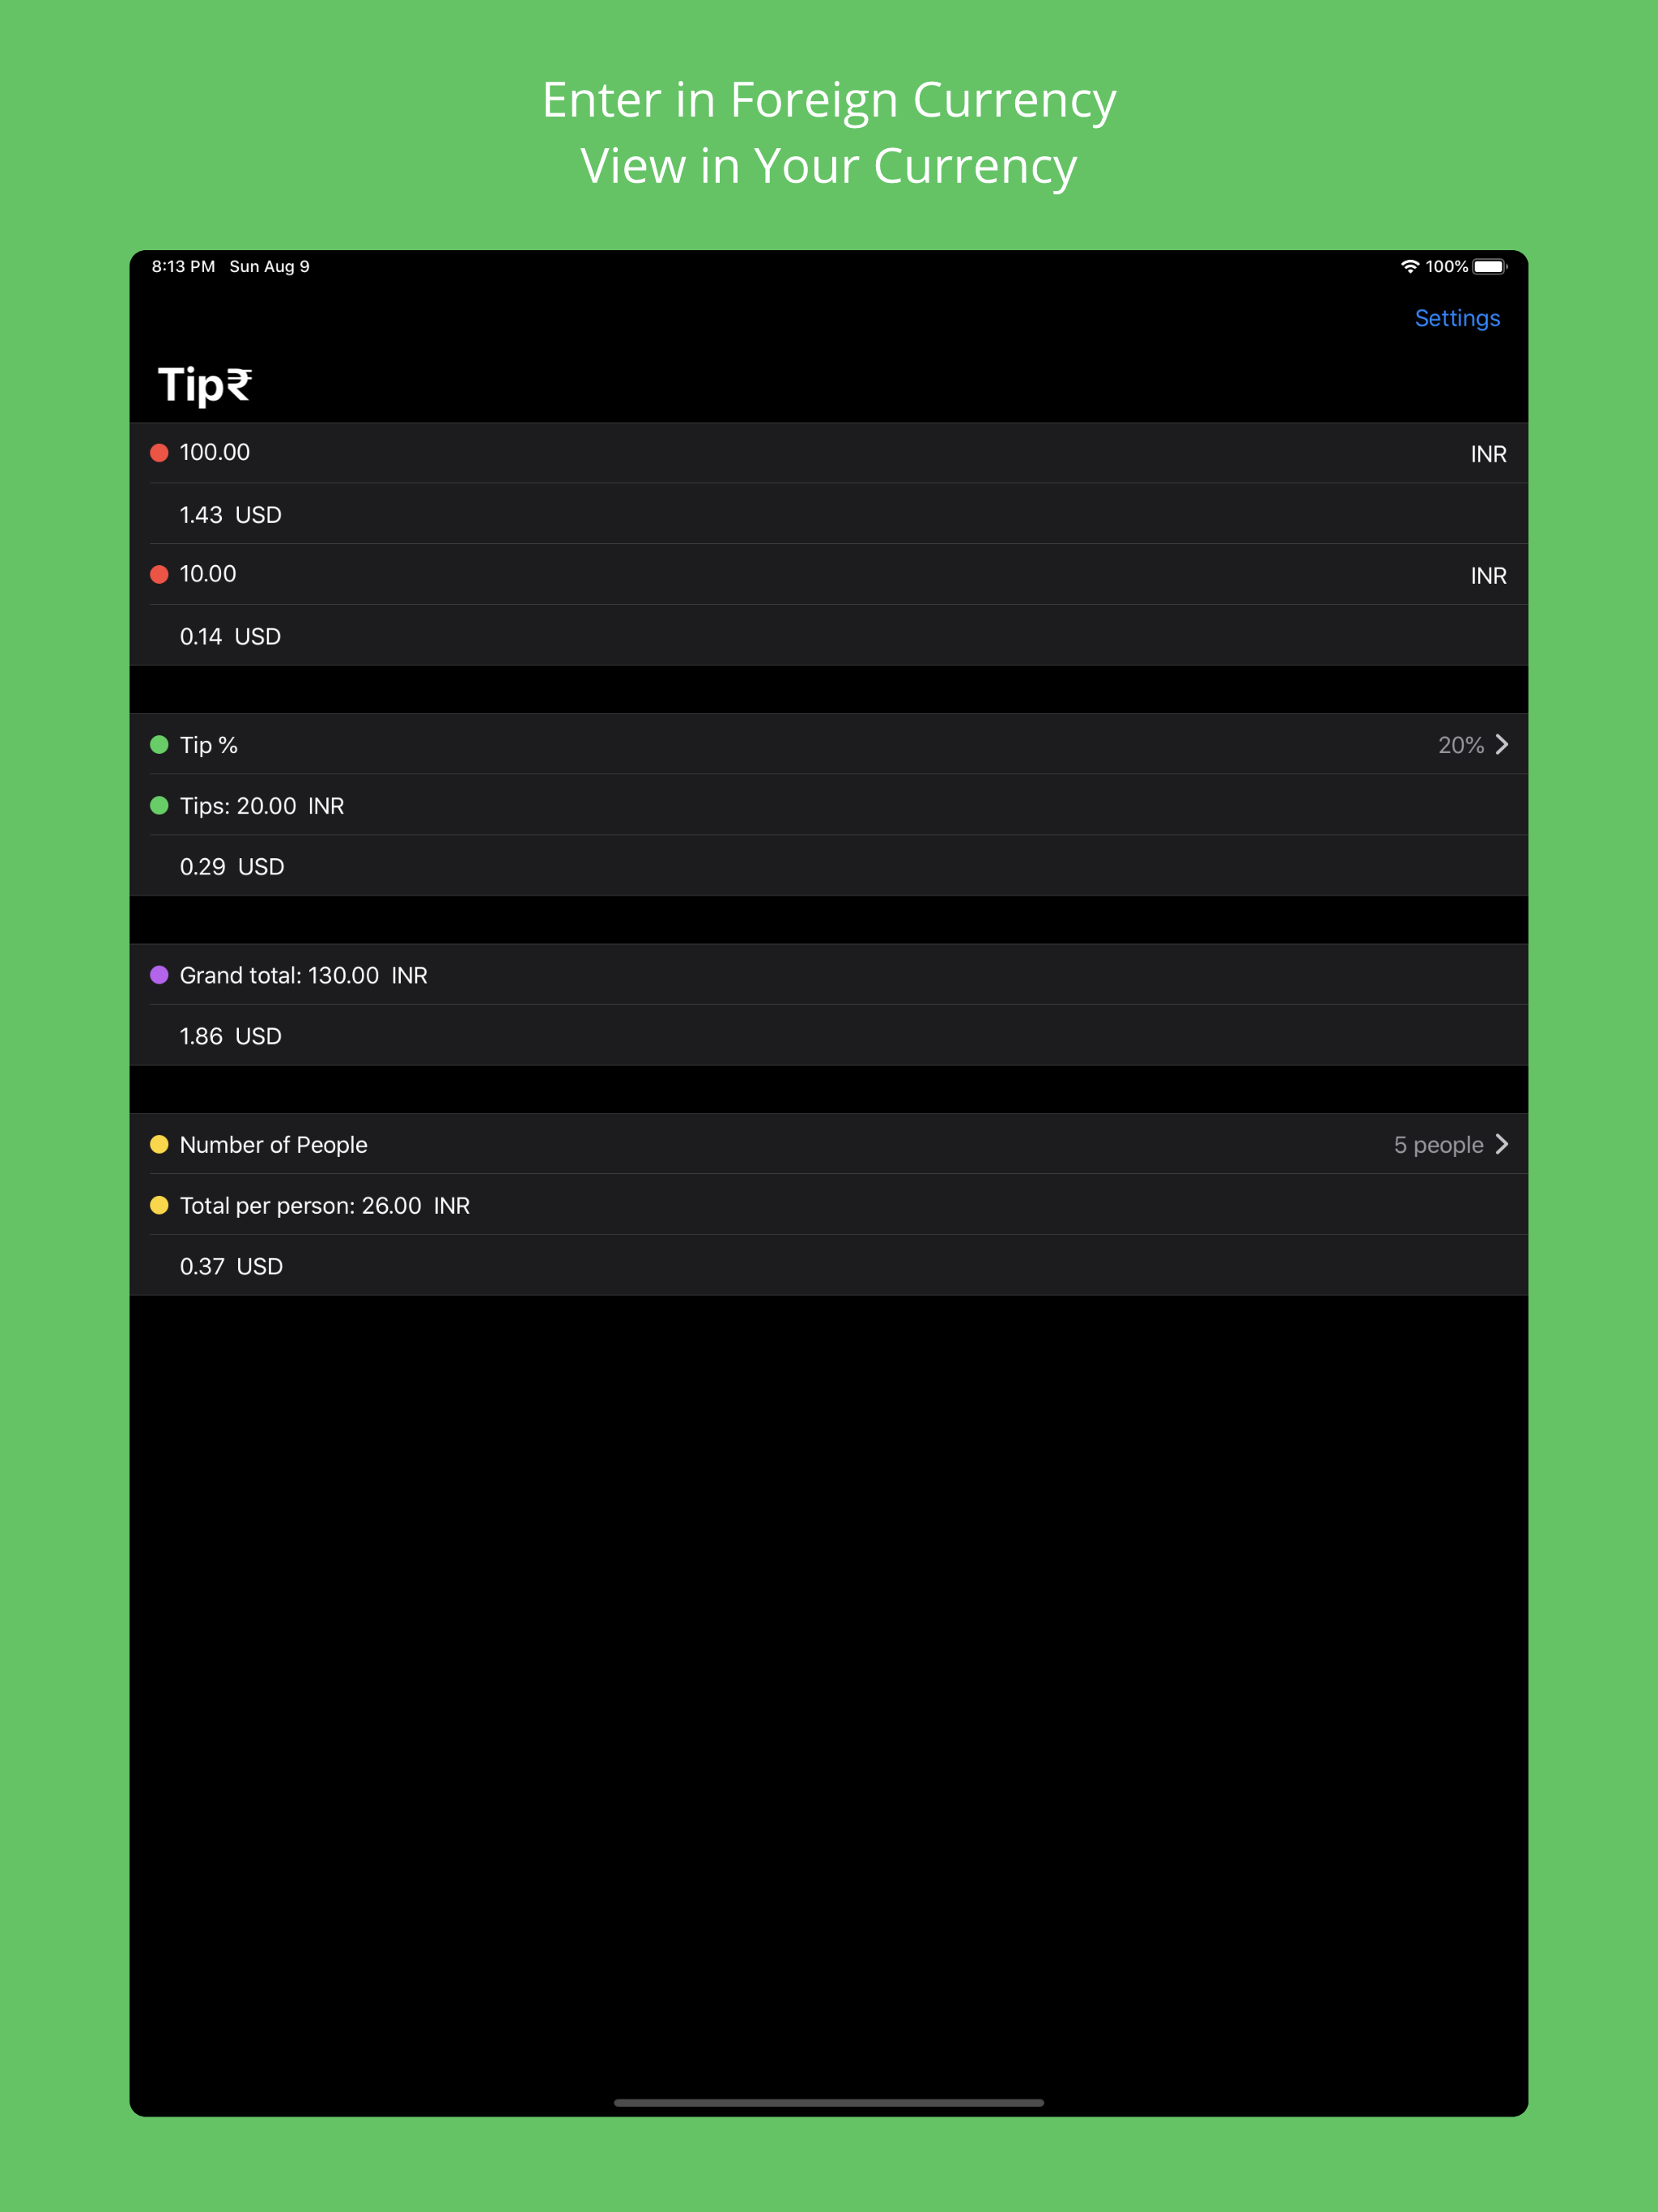 Enter in Foreign Currency
View in Your Currency
8:13 PM Sun Aug 9 100%
Settings
Tip₹
100.00 INR
1.43 USD
10.00 INR
0.14 USD
Tip % 20%
Tips: 20.00 INR
0.29 USD
Grand total: 130.00 INR
1.86 USD
Number of People 5 people
Total per person: 26.00 INR
0.37 USD